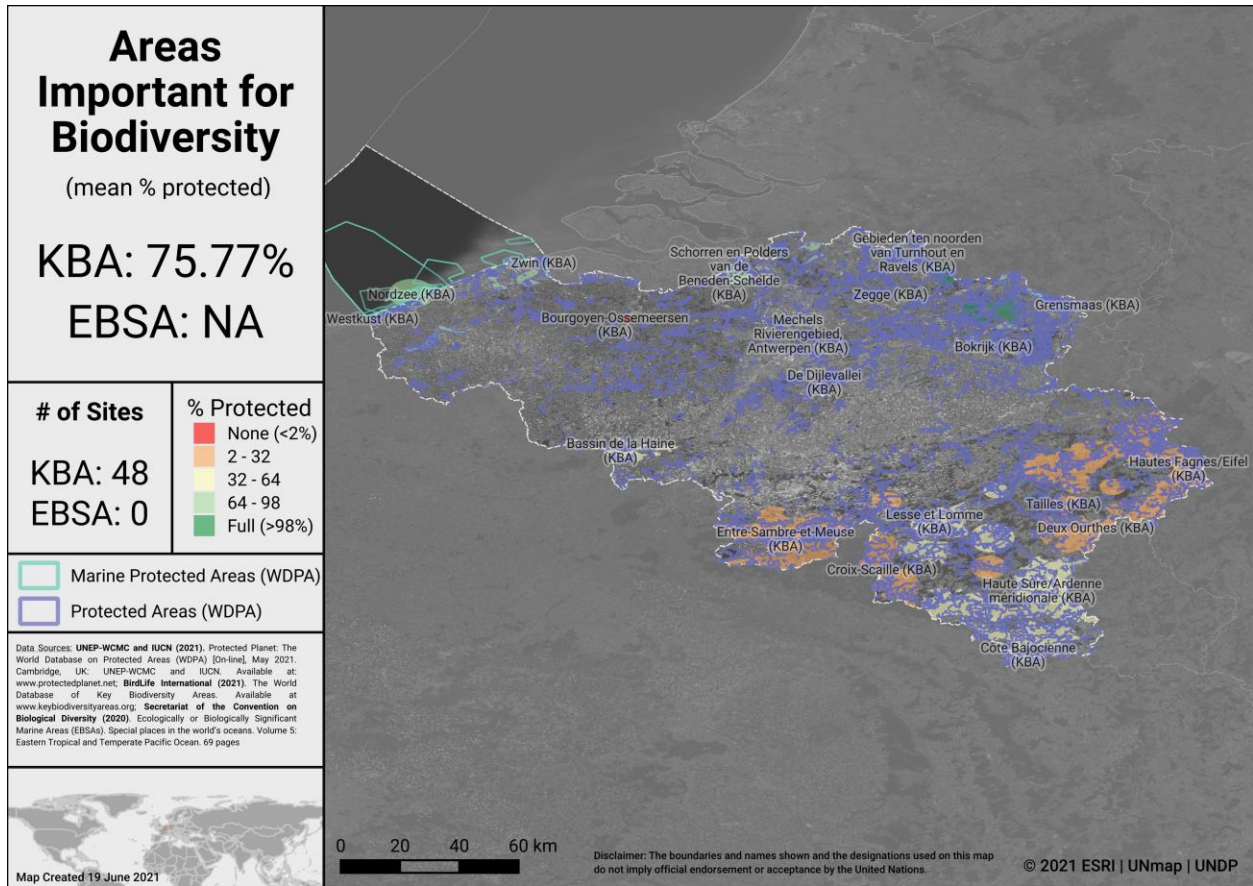 Areas
Important for
Biodiversity
(mean % protected)
KBA: 75.77%
EBSA: NA
# of Sites
KBA: 48
EBSA: 0
% Protected
None (<2%)
2 - 32
32 - 64
64 - 98
Full (>98%)
Marine Protected Areas (WDPA)
Protected Areas (WDPA)
Data Sources: UNEP-WCMC and IUCN (2021). Protected Planet: The
World Database on Protected Areas (WDPA) [On-line], May 2021.
Cambridge, UK: UNEP-WCMC and IUCN. Available at:
www.protectedplanet.net; BirdLife International (2021). The World
Database of Key Biodiversity Areas. Available at
www.keybiodiversityareas.org; Secretariat of the Convention on
Biological Diversity (2020). Ecologically or Biologically Significant
Marine Areas (EBSAs). Special places in the world's oceans. Volume 5:
Eastern Tropical and Temperate Pacific Ocean. 69 pages
Map Created 19 June 2021
Zwin (KBA)
Nordzee (KBA)
Westkust (KBA)
Schorren en Polders
van de
Beneden-Schelde
(KBA)
Gebieden ten noorden
van Turnhout en
Ravels (KBA)
Zegge (KBA)
Grensmaas (KBA)
Bourgoyen-Ossemeersen
(KBA)
Mechels
Rivierengebied,
Antwerpen (KBA)
Bokrijk (KBA)
De Dijlevallei
(KBA)
Bassin de la Haine
(KBA)
Hautes Fagnes/Eifel
(KBA)
Tailles (KBA)
Lesse et Lomme
(KBA)
Deux Ourthes (KBA)
Entre-Sambre-et-Meuse
(KBA)
Croix-Scaille (KBA)
Haute Sûre/Ardenne
méridionale (KBA)
Côte Bajocienne
(KBA)
0 20 40 60 km
Disclaimer: The boundaries and names shown and the designations used on this map
do not imply official endorsement or acceptance by the United Nations.
© 2021 ESRI | UNmap | UNDP